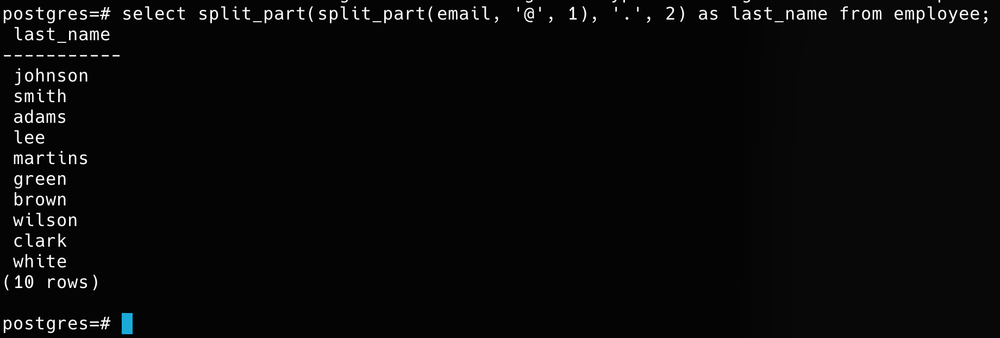 postgres=# select split_part(split_part(email, '@', 1), '.', 2) as last_name from employee;
 last_name
-----------
 johnson
 smith
 adams
 lee
 martins
 green
 brown
 wilson
 clark
 white
(10 rows)

postgres=#